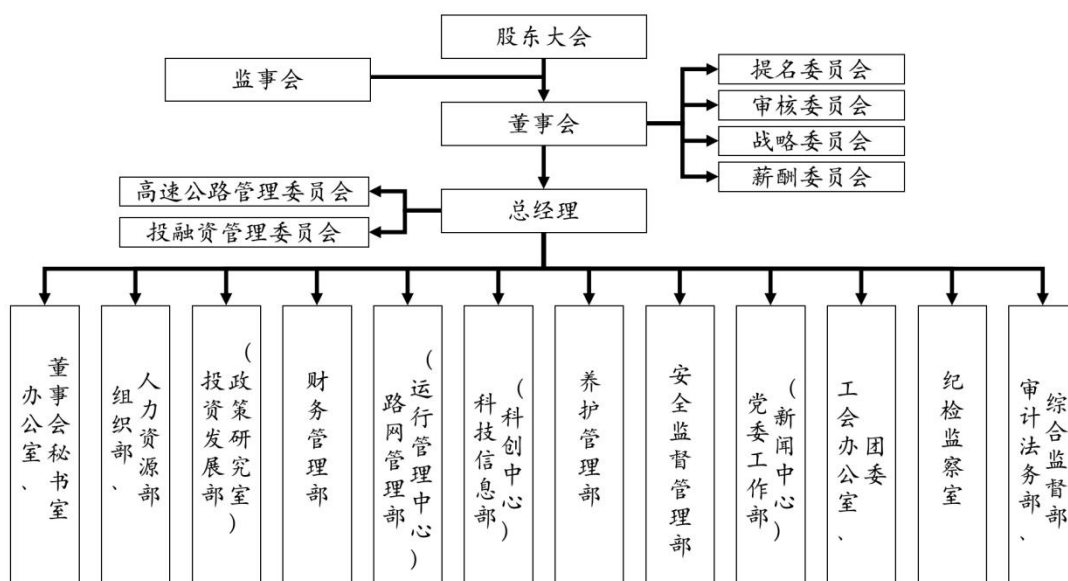 股东大会
监事会
董事会
提名委员会
审核委员会
战略委员会
薪酬委员会
高速公路管理委员会
投融资管理委员会
总经理
办公室、
董事会秘书室
组织部、
人力资源部
投资发展部
（政策研究室）
财务管理部
路网管理部
（运行管理中心）
科技信息部
（科创中心）
养护管理部
安全监督管理部
党委工作部
（新闻中心）
工会办公室、
团委
纪检监察室
审计法务部、
综合监督部